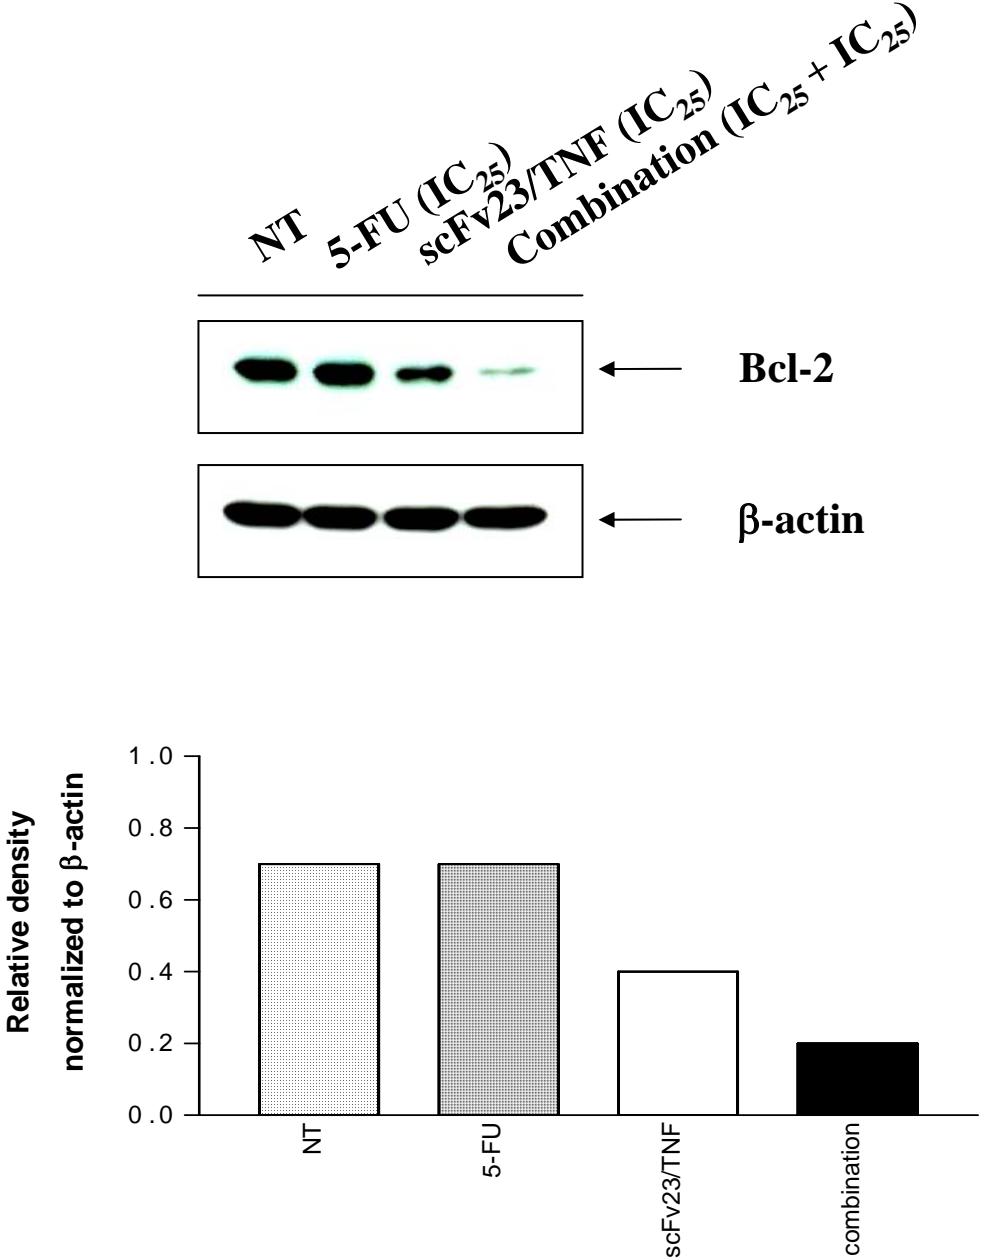 NT
5-FU (IC25)
scFv23/TNF (IC25)
Combination (IC25 + IC25)
Bcl-2
β-actin
Relative density
normalized to β-actin
1.0
0.8
0.6
0.4
0.2
0.0
NT
5-FU
scFv23/TNF
combination